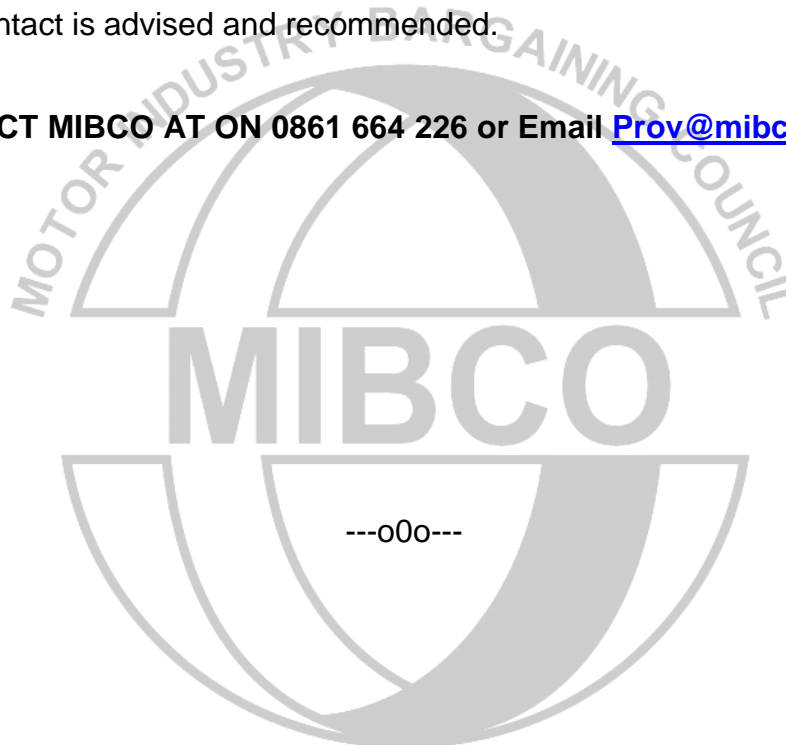 ntact is advised and recommended.
MOTOR INDUSTRY BARGAINING COUNCIL
CT MIBCO AT ON 0861 664 226 or Email Prov@mibc
MIBCO
---o0o---